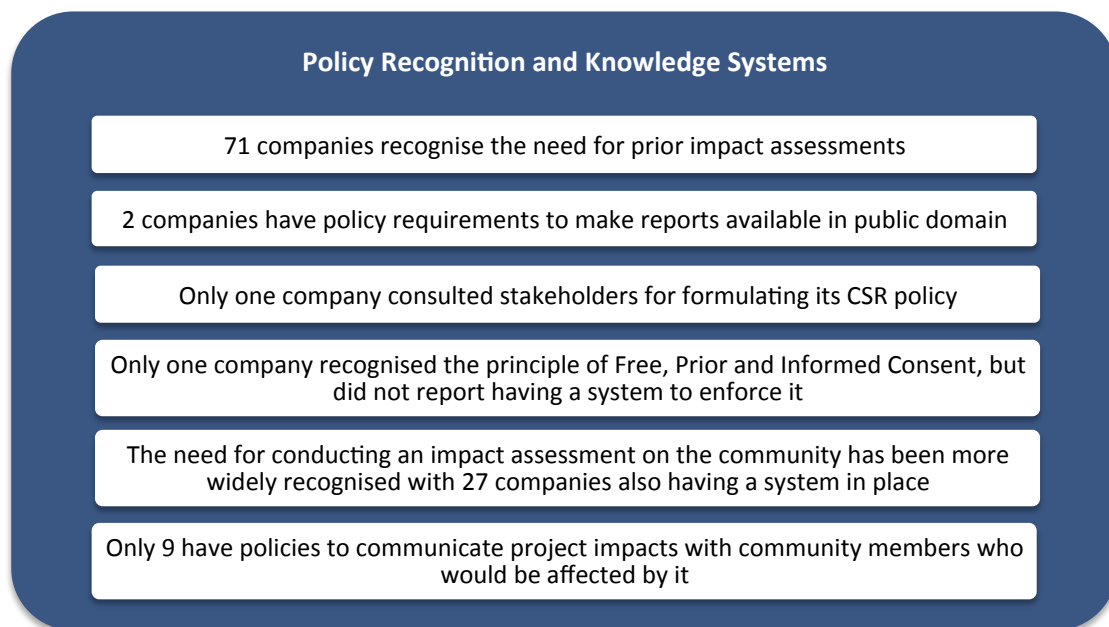 Policy Recognition and Knowledge Systems
71 companies recognise the need for prior impact assessments
2 companies have policy requirements to make reports available in public domain
Only one company consulted stakeholders for formulating its CSR policy
Only one company recognised the principle of Free, Prior and Informed Consent, but
did not report having a system to enforce it
The need for conducting an impact assessment on the community has been more
widely recognised with 27 companies also having a system in place
Only 9 have policies to communicate project impacts with community members who
would be affected by it